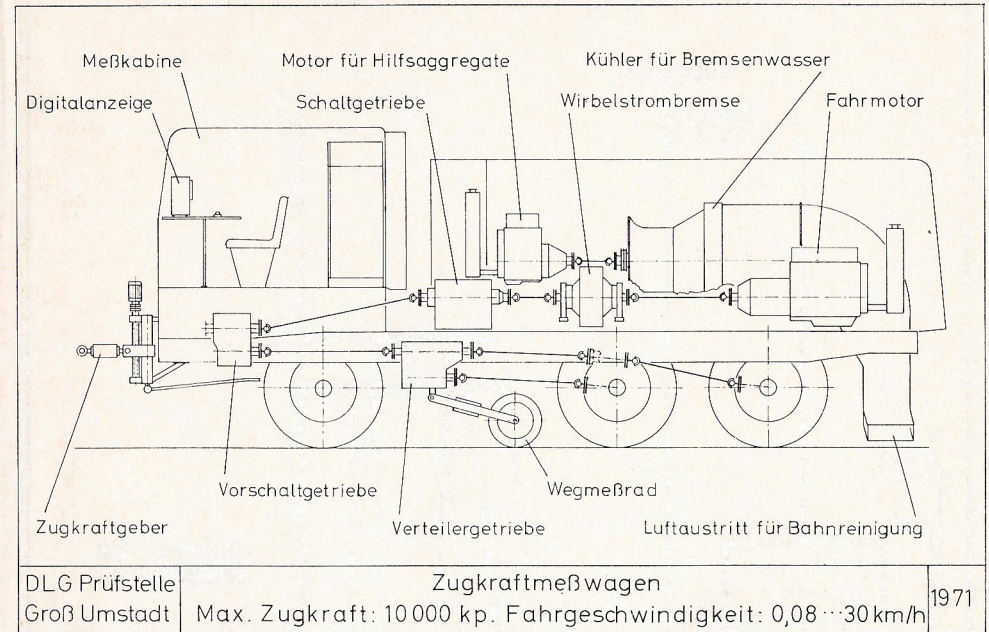 Meßkabine
Motor für Hilfsaggregate
Kühler für Bremsenwasser
Digitalanzeige
Schaltgetriebe
Wirbelstrombremse
Fahrmotor
Vorschaltgetriebe
Wegmeßrad
Zugkraftgeber
Verteilergetriebe
Luftaustritt für Bahnreinigung
DLG Prüfstelle
Groß Umstadt
Zugkraftmeßwagen
Max. Zugkraft: 10 000 kp. Fahrgeschwindigkeit: 0,08 ··· 30 km/h
1971